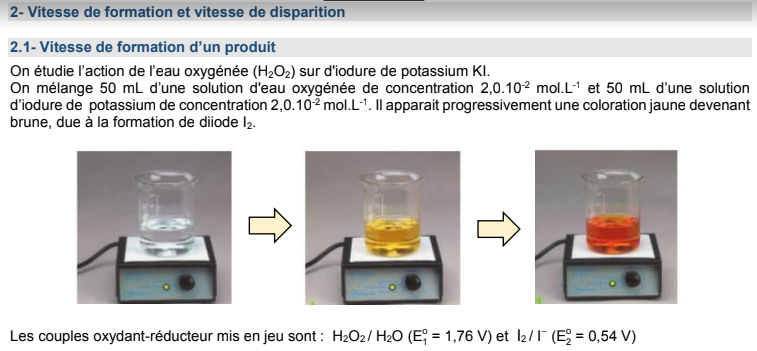 2- Vitesse de formation et vitesse de disparition
2.1- Vitesse de formation d’un produit
On étudie l’action de l’eau oxygénée (H₂O₂) sur d'iodure de potassium KI.
On mélange 50 mL d’une solution d'eau oxygénée de concentration 2,0.10⁻² mol.L⁻¹ et 50 mL d’une solution
d’iodure de potassium de concentration 2,0.10⁻² mol.L⁻¹. Il apparait progressivement une coloration jaune devenant
brune, due à la formation de diiode I₂.
Les couples oxydant-réducteur mis en jeu sont : H₂O₂ / H₂O (E₁° = 1,76 V) et I₂ / I⁻ (E₂° = 0,54 V)